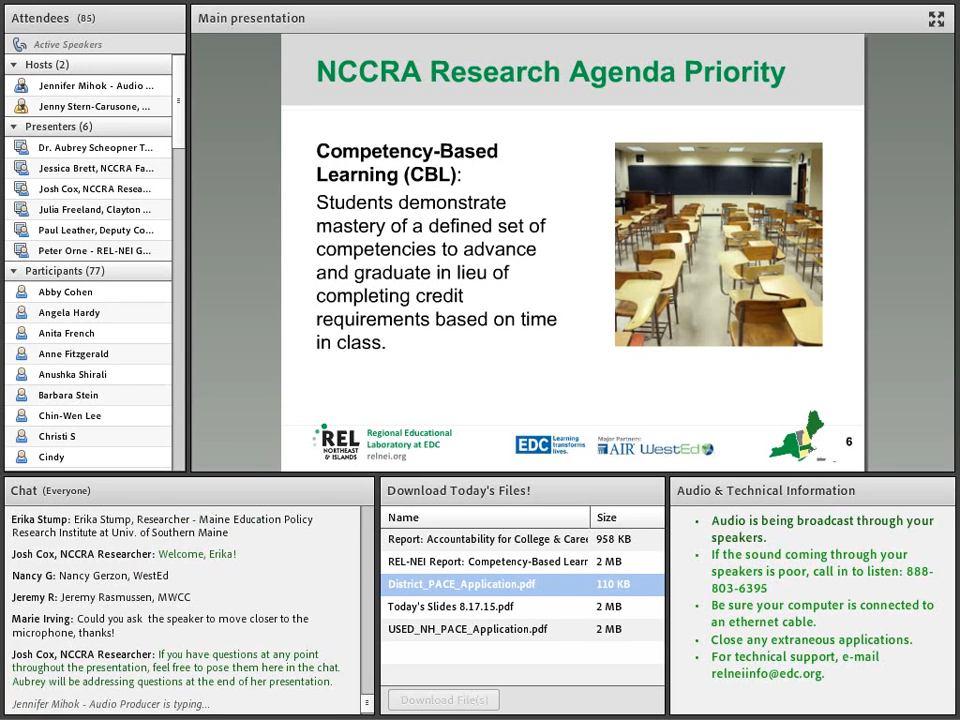 Attendees (85)
Active Speakers
Hosts (2)
Jennifer Mihok - Audio ...
Jenny Stern-Carusone, ...
Presenters (6)
Dr. Aubrey Scheopner T...
Jessica Brett, NCCRA Fa...
Josh Cox, NCCRA Resea...
Julia Freeland, Clayton ...
Paul Leather, Deputy Co...
Peter Orne - REL-NEI G...
Participants (77)
Abby Cohen
Angela Hardy
Anita French
Anne Fitzgerald
Anushka Shirali
Barbara Stein
Chin-Wen Lee
Christi S
Cindy
Main presentation
NCCRA Research Agenda Priority
Competency-Based
Learning (CBL):
Students demonstrate
mastery of a defined set of
competencies to advance
and graduate in lieu of
completing credit
requirements based on time
in class.
REL
NORTHEAST
& ISLANDS
Regional Educational
Laboratory at EDC
relnei.org
EDC Learning
transforms
lives.
Major Partners:
AIR WestEd
6
Chat (Everyone)
Erika Stump: Erika Stump, Researcher - Maine Education Policy
Research Institute at Univ. of Southern Maine
Josh Cox, NCCRA Researcher: Welcome, Erika!
Nancy G: Nancy Gerzon, WestEd
Jeremy R: Jeremy Rasmussen, MWCC
Marie Irving: Could you ask the speaker to move closer to the
microphone, thanks!
Josh Cox, NCCRA Researcher: If you have questions at any point
throughout the presentation, feel free to pose them here in the chat.
Aubrey will be addressing questions at the end of her presentation.
Jennifer Mihok - Audio Producer is typing...
Download Today's Files!
Name Size
Report: Accountability for College & Caree 958 KB
REL-NEI Report: Competency-Based Learr 2 MB
District_PACE_Application.pdf 110 KB
Today's Slides 8.17.15.pdf 2 MB
USED_NH_PACE_Application.pdf 2 MB
Download File(s)
Audio & Technical Information
• Audio is being broadcast through your
speakers.
• If the sound coming through your
speakers is poor, call in to listen: 888-
803-6395
• Be sure your computer is connected to
an ethernet cable.
• Close any extraneous applications.
• For technical support, e-mail
relneiinfo@edc.org.